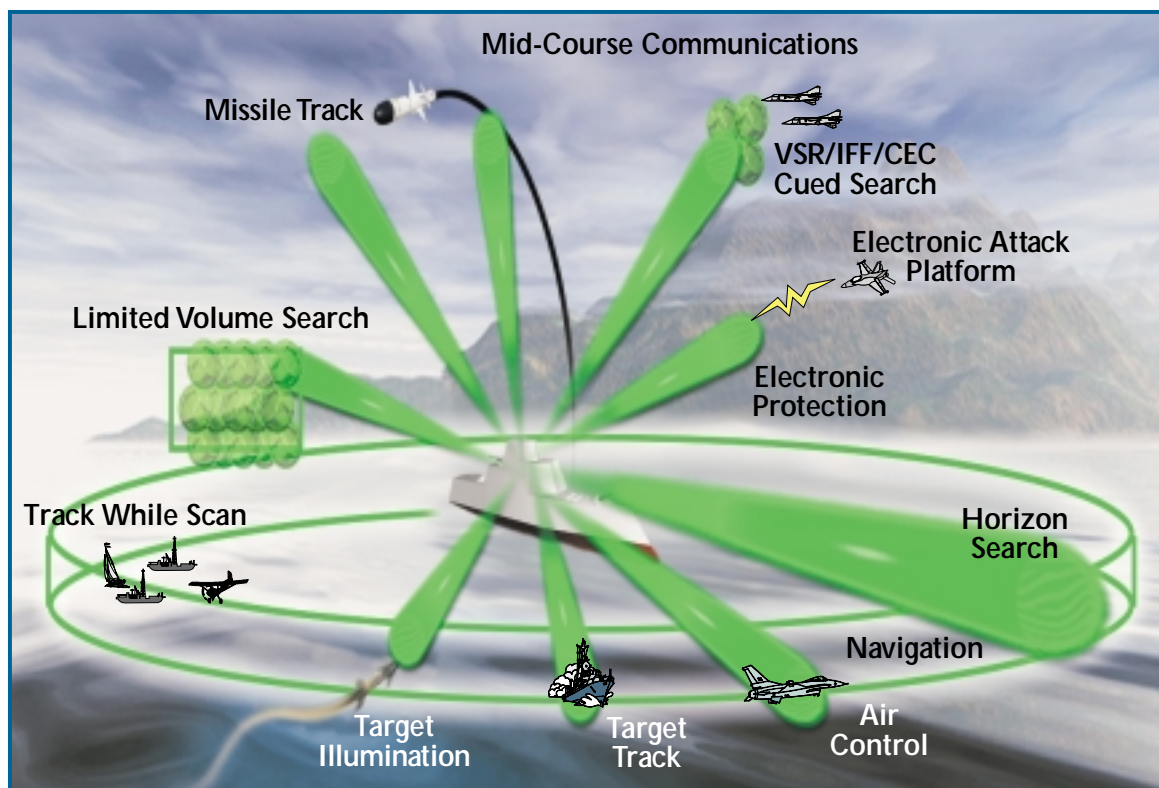 Mid-Course Communications
Missile Track
VSR/IFF/CEC
Cued Search
Electronic Attack
Platform
Limited Volume Search
Electronic
Protection
Track While Scan
Horizon
Search
Navigation
Target
Illumination
Target
Track
Air
Control